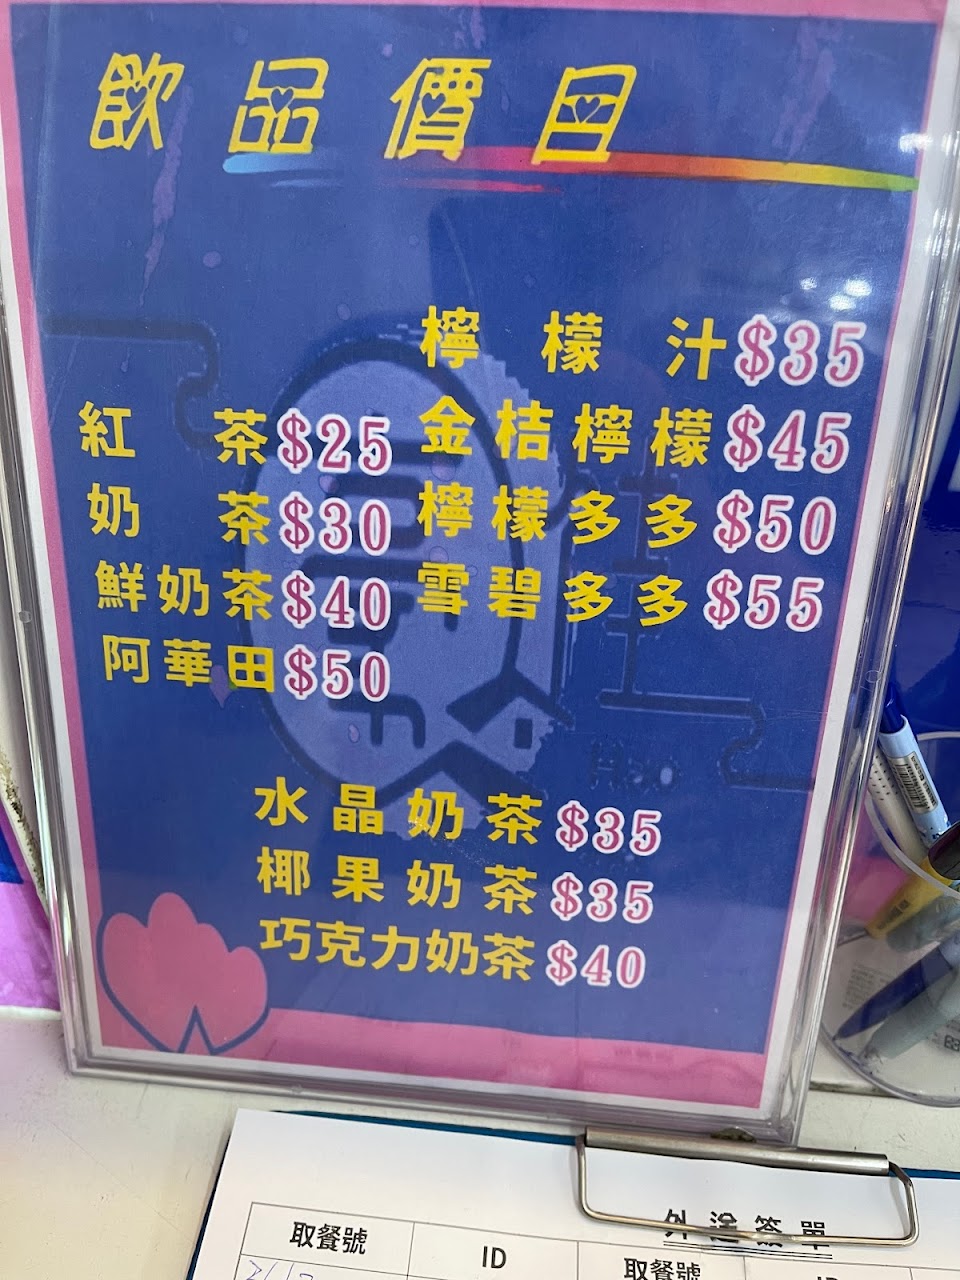 飲品價目
檸檬汁$35
紅茶$25
金桔檸檬$45
奶茶$30
檸檬多多$50
鮮奶茶$40
雪碧多多$55
阿華田$50
水晶奶茶$35
椰果奶茶$35
巧克力奶茶$40
外送簽單
取餐號
ID
取餐號